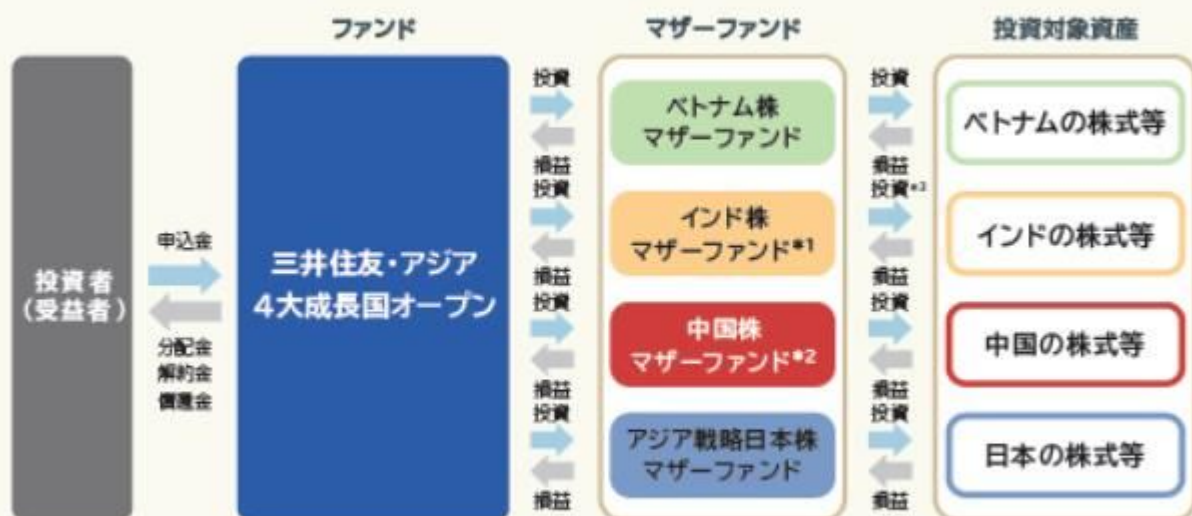 ファンド
マザーファンド
投資対象資産
投資者
(受益者)
申込金
分配金
解約金
償還金
三井住友・アジア
4大成長国オープン
投資
損益
投資
損益
投資
損益
投資
損益
ベトナム株
マザーファンド
インド株
マザーファンド*1
中国株
マザーファンド*2
アジア戦略日本株
マザーファンド
投資
損益
投資*3
損益
投資
損益
投資
損益
ベトナムの株式等
インドの株式等
中国の株式等
日本の株式等